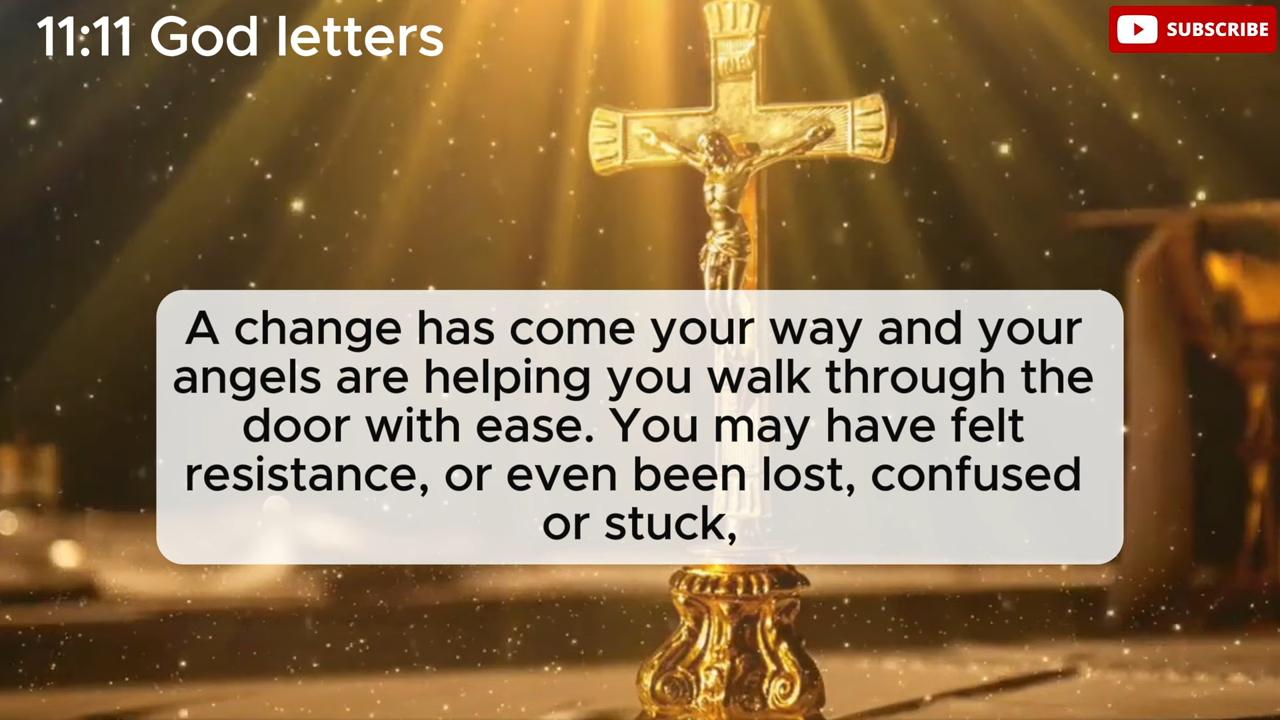 11:11 God letters
SUBSCRIBE
A change has come your way and your
angels are helping you walk through the
door with ease. You may have felt
resistance, or even been lost, confused
or stuck,